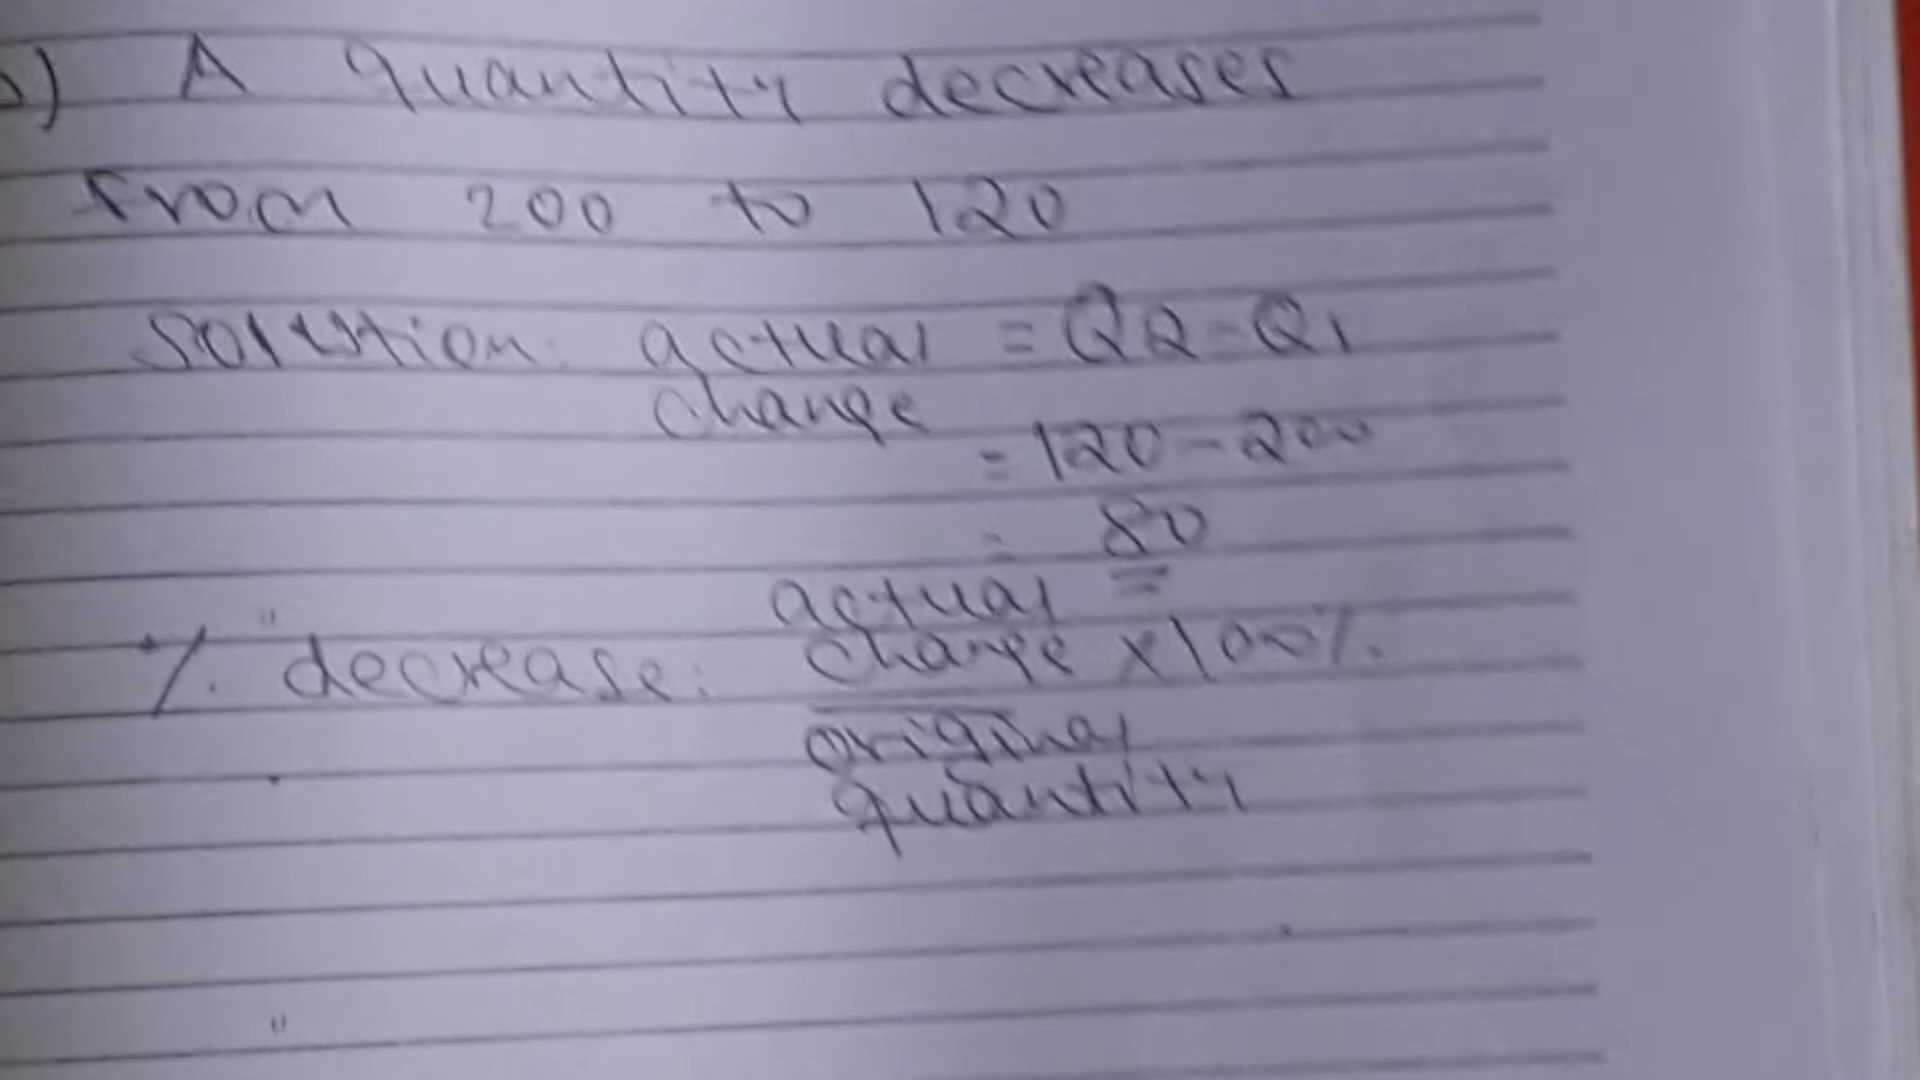 b) A quantity decreases
from 200 to 120
Solution: actual = Q2 - Q1
change
= 120 - 200
= 80
actual
% decrease: change x 100%.
original
quantity